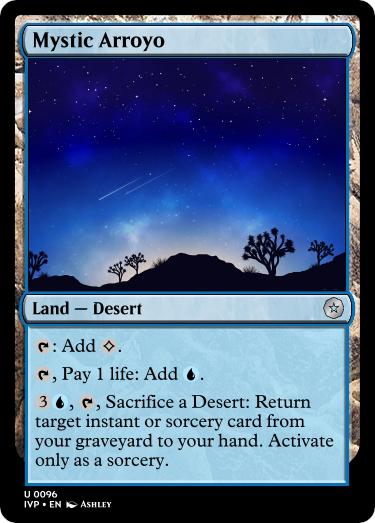 Mystic Arroyo
Land — Desert
: Add .
, Pay 1 life: Add .
3 , , Sacrifice a Desert: Return
target instant or sorcery card from
your graveyard to your hand. Activate
only as a sorcery.
U 0096
IVP • EN Ashley